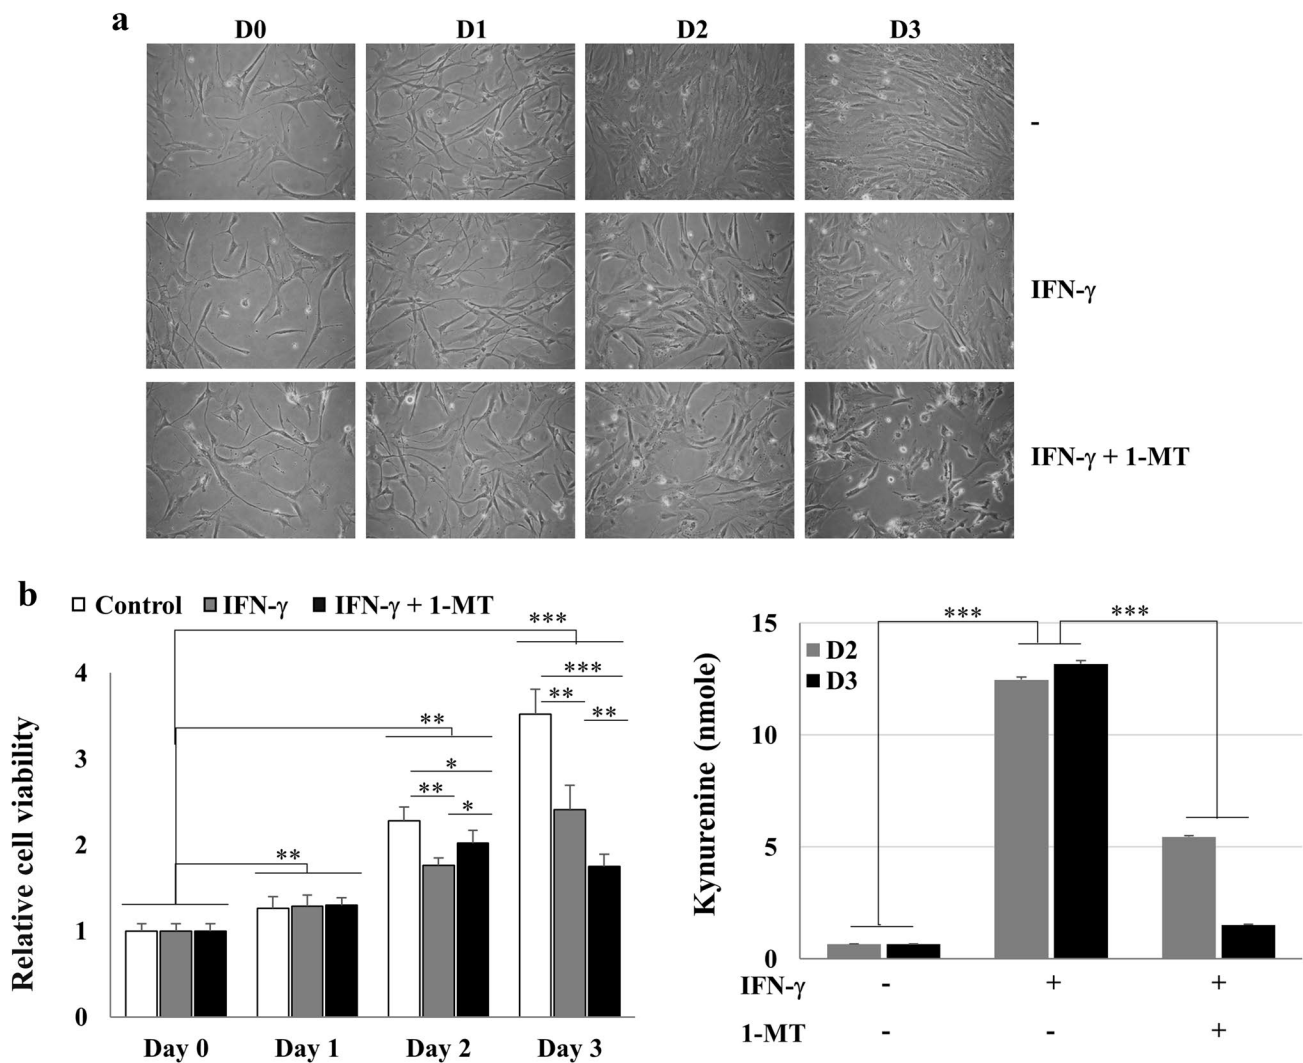 a
D0 D1 D2 D3
-
IFN-γ
IFN-γ + 1-MT
b
Control IFN-γ IFN-γ + 1-MT
Relative cell viability
4
3
2
1
0
**
**
*
**
*
***
***
**
**
Day 0 Day 1 Day 2 Day 3
Kynurenine (nmole)
15
10
5
0
D2
D3
***
***
IFN-γ - + +
1-MT - - +